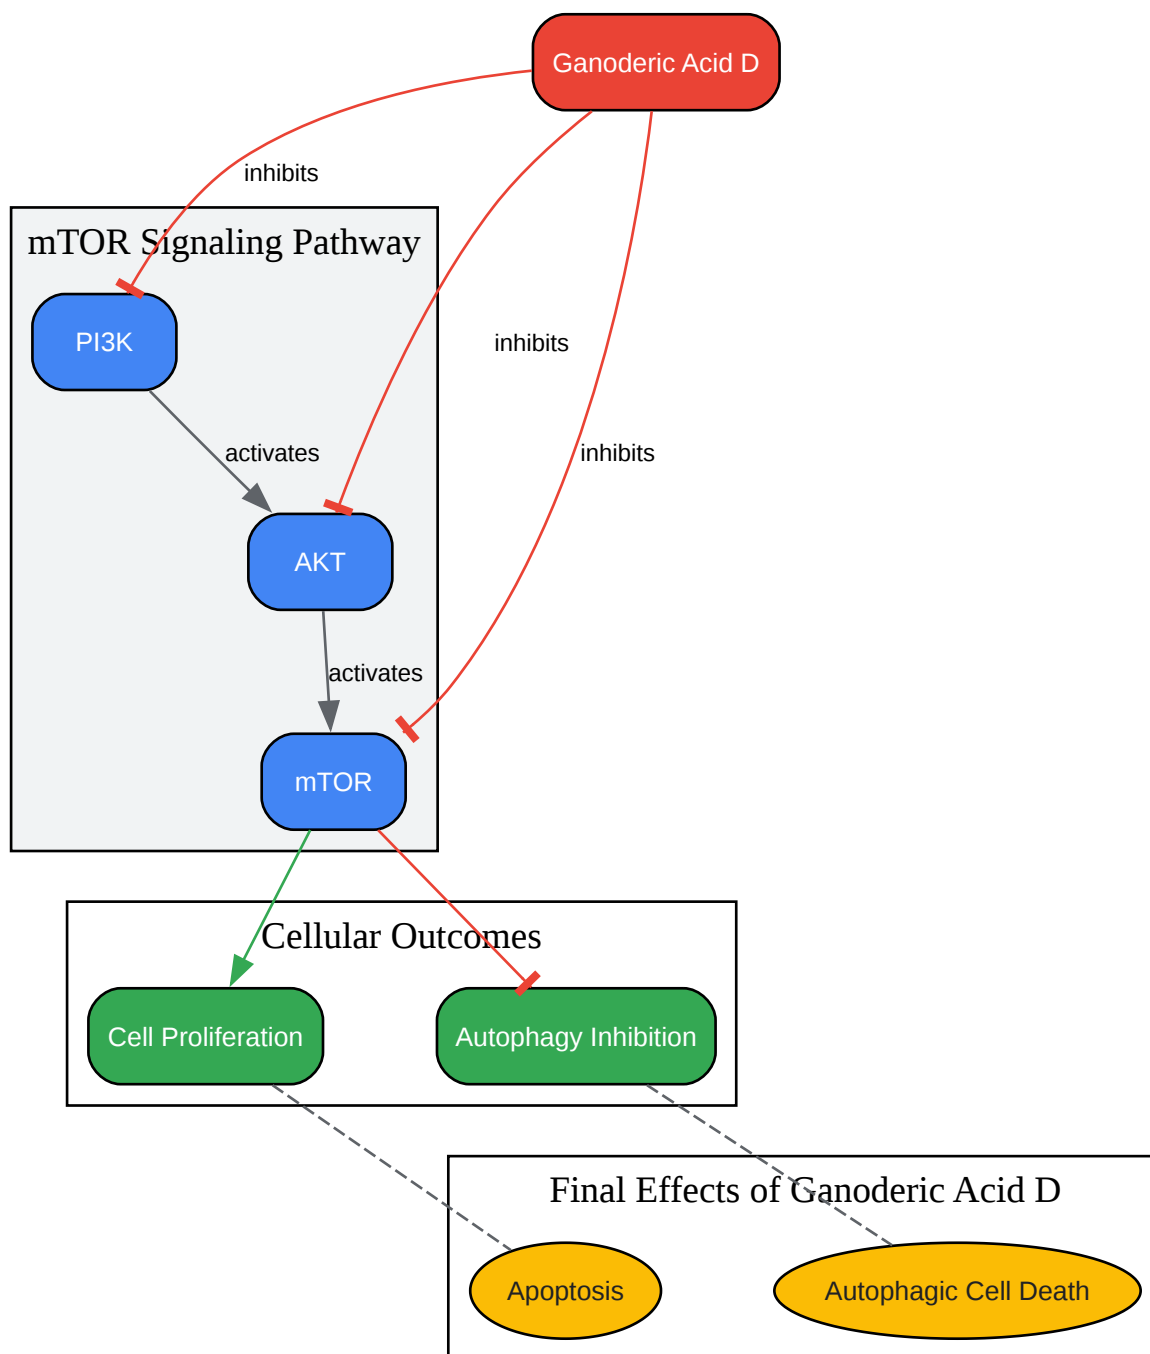 Ganoderic Acid D
inhibits
mTOR Signaling Pathway
PI3K
inhibits
activates
inhibits
AKT
activates
mTOR
Cellular Outcomes
Cell Proliferation
Autophagy Inhibition
Final Effects of Ganoderic Acid D
Apoptosis
Autophagic Cell Death